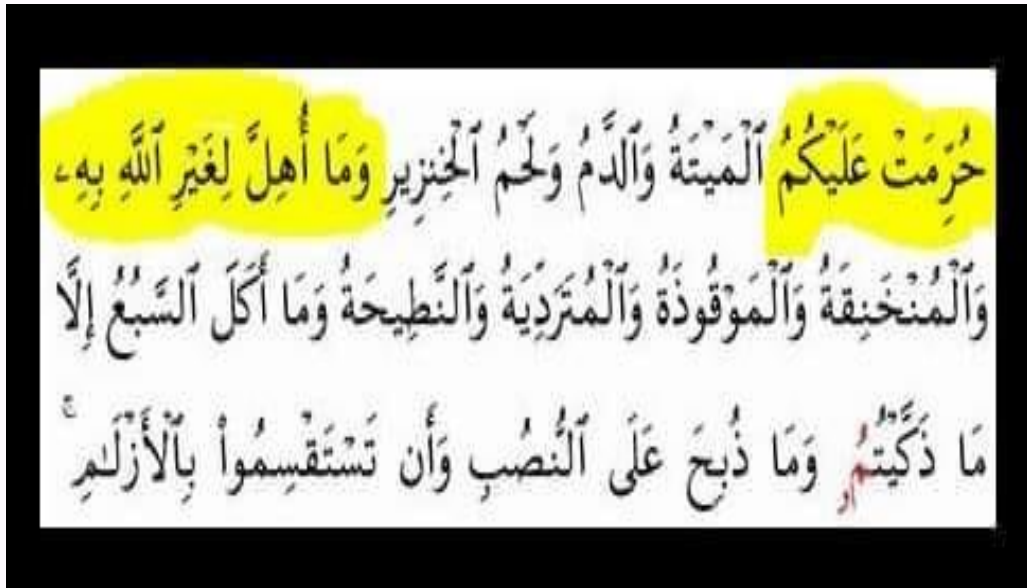 حُرِّمَتْ عَلَيْكُمُ ٱلْمَيْتَةُ وَٱلدَّمُ وَلَحْمُ ٱلْخِنزِيرِ وَمَا أُهِلَّ لِغَيْرِ ٱللَّهِ بِهِۦ
وَٱلْمُنْخَنِقَةُ وَٱلْمَوْقُوذَةُ وَٱلْمُتَرَدِّيَةُ وَٱلنَّطِيحَةُ وَمَا أَكَلَ ٱلسَّبُعُ إِلَّا
مَا ذَكَّيْتُمُ وَمَا ذُبِحَ عَلَى ٱلنُّصُبِ وَأَن تَسْتَقْسِمُوا۟ بِٱلْأَزْلَـٰمِ ۚ